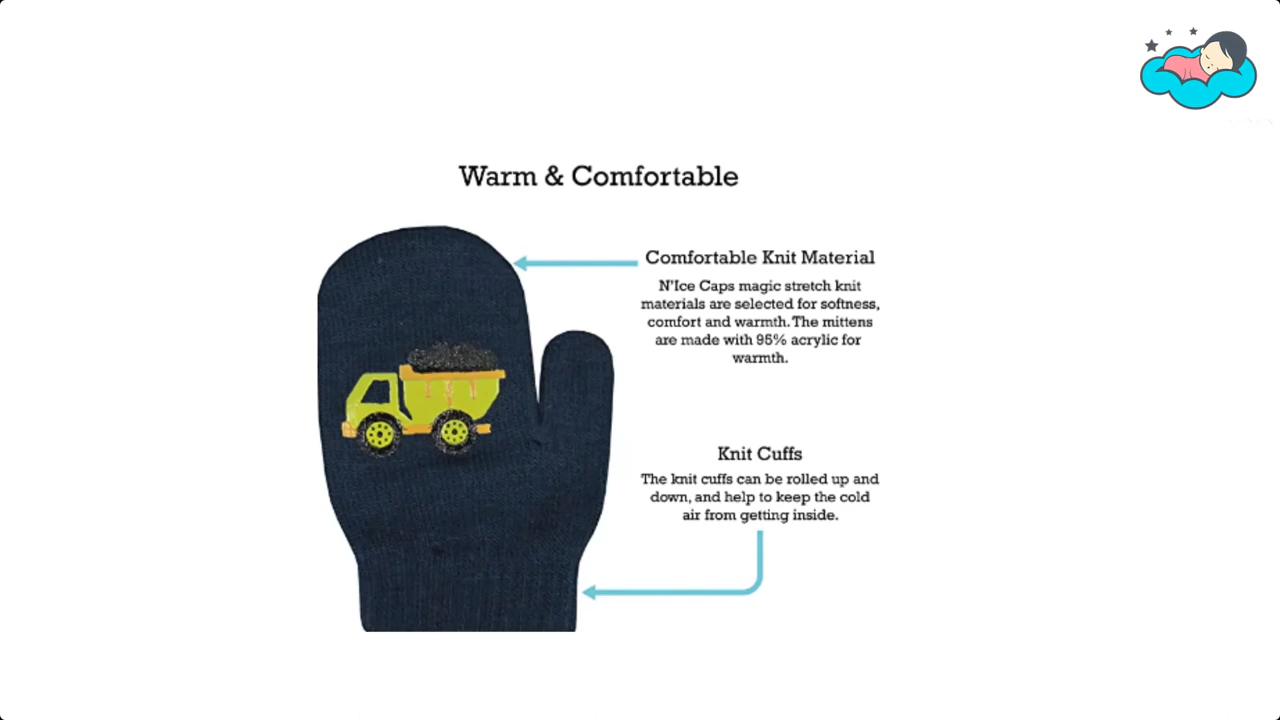 Warm & Comfortable
Comfortable Knit Material
N'Ice Caps magic stretch knit
materials are selected for softness,
comfort and warmth. The mittens
are made with 95% acrylic for
warmth.
Knit Cuffs
The knit cuffs can be rolled up and
down, and help to keep the cold
air from getting inside.